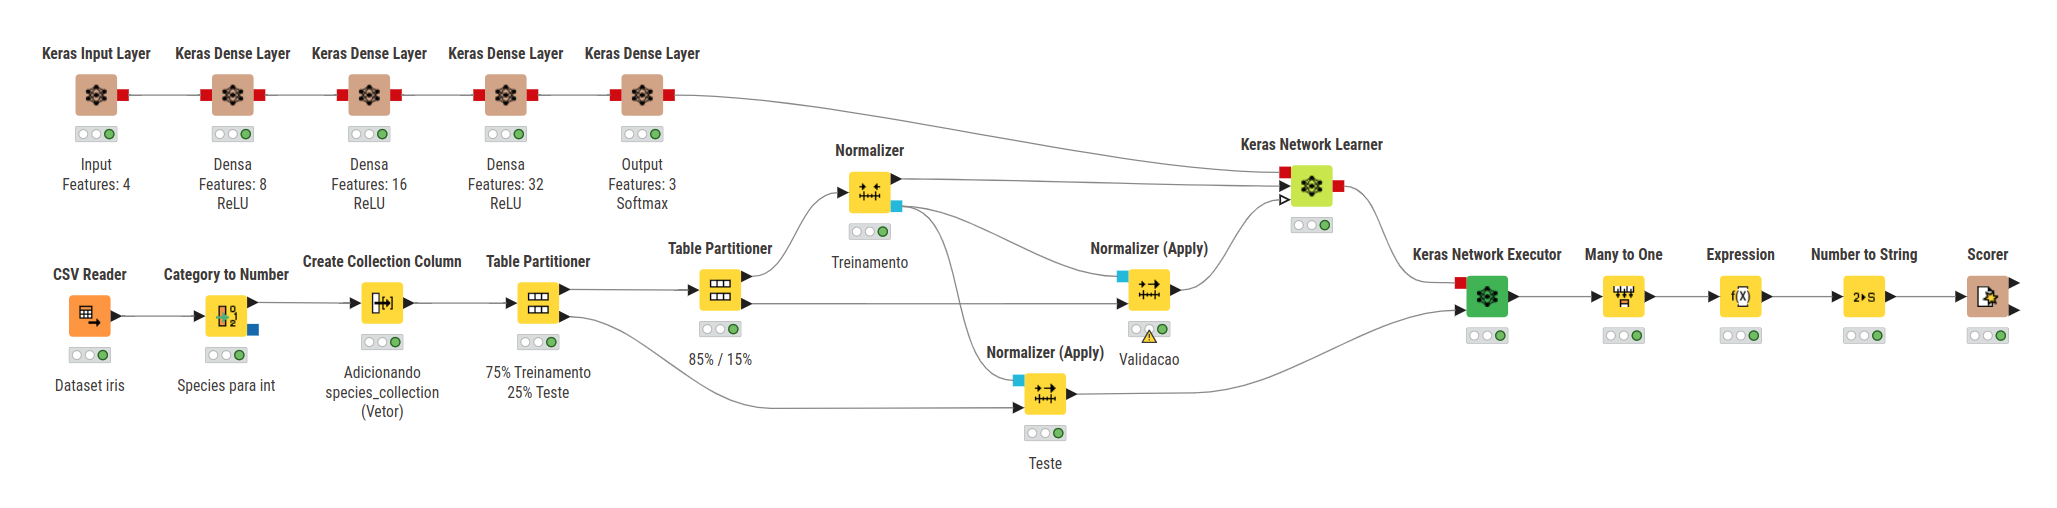 Keras Input Layer
Input
Features: 4
Keras Dense Layer
Densa
Features: 8
ReLU
Keras Dense Layer
Densa
Features: 16
ReLU
Keras Dense Layer
Densa
Features: 32
ReLU
Keras Dense Layer
Output
Features: 3
Softmax
CSV Reader
Dataset iris
Category to Number
0
1
2
Species para int
Create Collection Column
Adicionando
species_collection
(Vetor)
Table Partitioner
75% Treinamento
25% Teste
Table Partitioner
85% / 15%
Normalizer
Treinamento
Normalizer (Apply)
Validacao
Normalizer (Apply)
Teste
Keras Network Learner
Keras Network Executor
Many to One
Expression
f(X)
Number to String
2▸S
Scorer